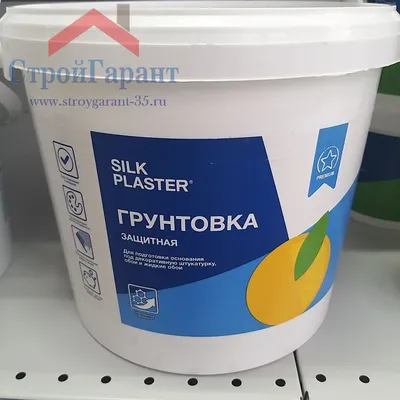 СтройГарант
www.stroygarant-35.ru
SILK
PLASTER®
PREMIUM
ГРУНТОВКА
ЗАЩИТНАЯ
Для подготовки основания
под декоративную штукатурку,
обои и жидкие обои